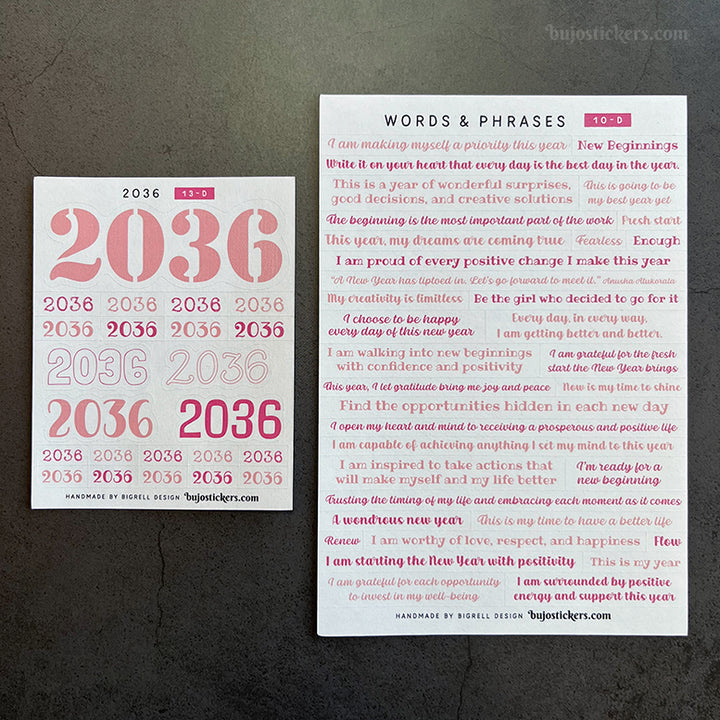 bujostickers.com
2036 13-D
2036
2036 2036 2036 2036
2036 2036 2036 2036
2036 2036
2036 2036
2036 2036 2036 2036 2036
2036 2036 2036 2036 2036
HANDMADE BY BIGRELL DESIGN bujostickers.com
WORDS & PHRASES 10-D
I am making myself a priority this year New Beginnings
Write it on your heart that every day is the best day in the year.
This is a year of wonderful surprises,
good decisions, and creative solutions
This is going to be
my best year yet
The beginning is the most important part of the work Fresh start
This year, my dreams are coming true Fearless Enough
I am proud of every positive change I make this year
"A New Year has tiptoed in. Let's go forward to meet it." Anusha Atukorala
My creativity is limitless Be the girl who decided to go for it
I choose to be happy
every day of this new year
Every day, in every way,
I am getting better and better.
I am walking into new beginnings
with confidence and positivity
I am grateful for the fresh
start the New Year brings
This year, I let gratitude bring me joy and peace Now is my time to shine
Find the opportunities hidden in each new day
I open my heart and mind to receiving a prosperous and positive life
I am capable of achieving anything I set my mind to this year
I am inspired to take actions that
will make myself and my life better
I'm ready for a
new beginning
Trusting the timing of my life and embracing each moment as it comes
A wondrous new year This is my time to have a better life
Renew I am worthy of love, respect, and happiness Flow
I am starting the New Year with positivity This is my year
I am grateful for each opportunity
to invest in my well-being
I am surrounded by positive
energy and support this year
HANDMADE BY BIGRELL DESIGN bujostickers.com